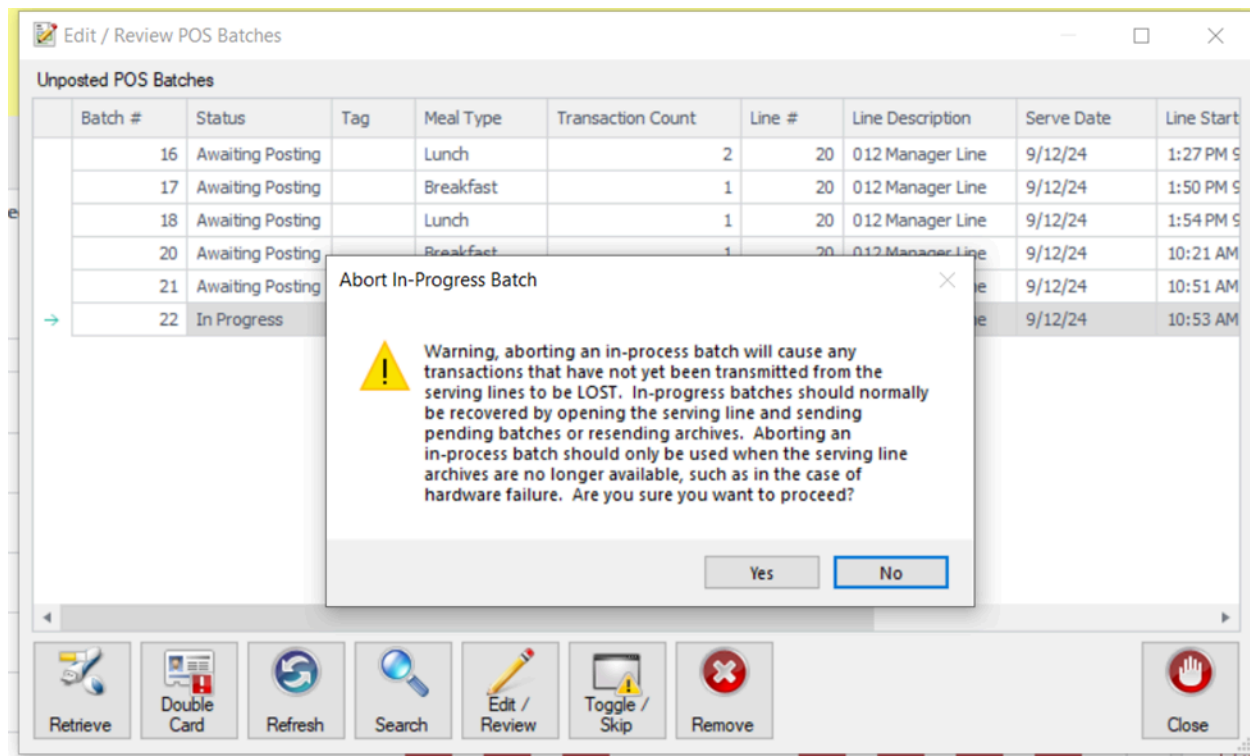 Edit / Review POS Batches
Unposted POS Batches
Batch # Status Tag Meal Type Transaction Count Line # Line Description Serve Date Line Start
16 Awaiting Posting Lunch 2 20 012 Manager Line 9/12/24 1:27 PM 9
17 Awaiting Posting Breakfast 1 20 012 Manager Line 9/12/24 1:50 PM 9
18 Awaiting Posting Lunch 1 20 012 Manager Line 9/12/24 1:54 PM 9
20 Awaiting Posting Breakfast 1 20 012 Manager Line 9/12/24 10:21 AM
21 Awaiting Posting 9/12/24 10:51 AM
22 In Progress 9/12/24 10:53 AM
Abort In-Progress Batch
Warning, aborting an in-process batch will cause any
transactions that have not yet been transmitted from the
serving lines to be LOST. In-progress batches should normally
be recovered by opening the serving line and sending
pending batches or resending archives. Aborting an
in-process batch should only be used when the serving line
archives are no longer available, such as in the case of
hardware failure. Are you sure you want to proceed?
Yes No
Retrieve
Double
Card
Refresh
Search
Edit /
Review
Toggle /
Skip
Remove
Close